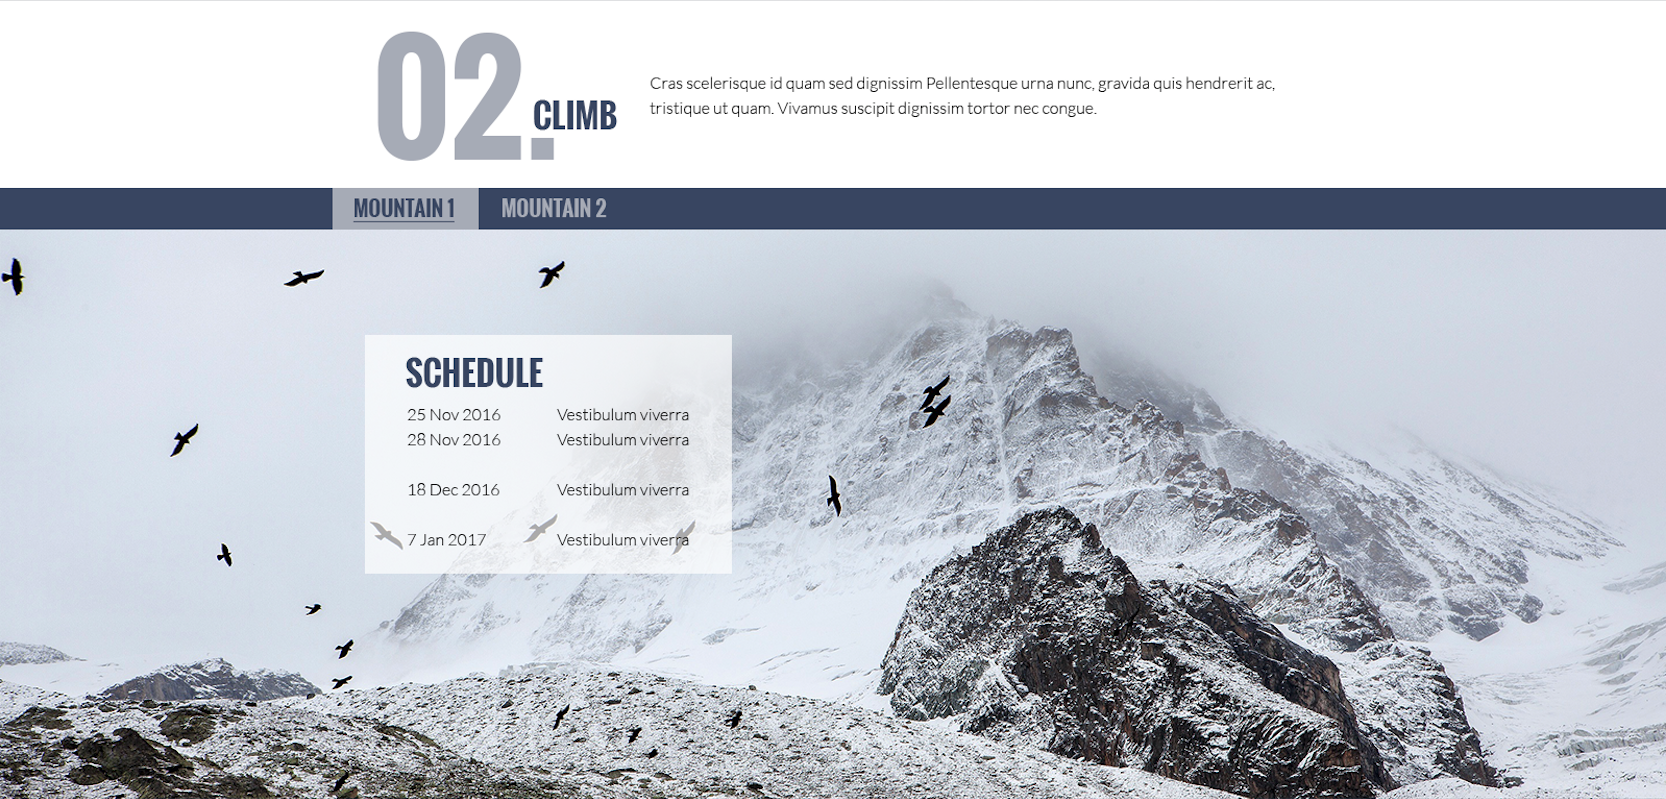 02.
CLIMB
Cras scelerisque id quam sed dignissim Pellentesque urna nunc, gravida quis hendrerit ac,
tristique ut quam. Vivamus suscipit dignissim tortor nec congue.
MOUNTAIN 1 MOUNTAIN 2
SCHEDULE
25 Nov 2016 Vestibulum viverra
28 Nov 2016 Vestibulum viverra
18 Dec 2016 Vestibulum viverra
7 Jan 2017 Vestibulum viverra